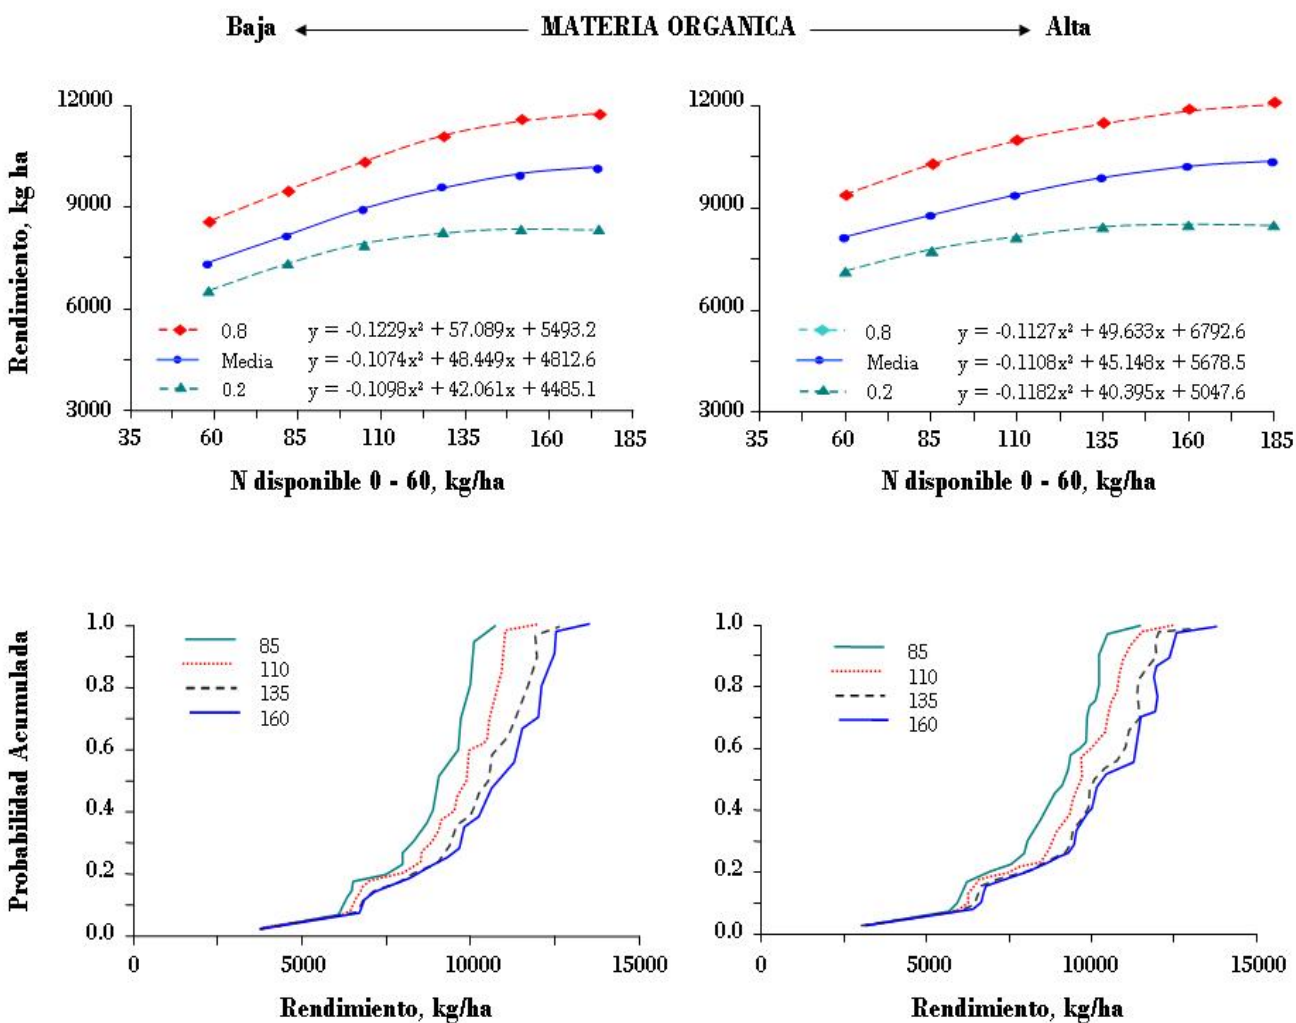 Baja MATERIA ORGANICA Alta
Rendimiento, kg ha
12000
9000
6000
3000
0.8 y = -0.1229x² + 57.089x + 5493.2
Media y = -0.1074x² + 48.449x + 4812.6
0.2 y = -0.1098x² + 42.061x + 4485.1
35 60 85 110 135 160 185
N disponible 0 - 60, kg/ha
12000
9000
6000
3000
0.8 y = -0.1127x² + 49.633x + 6792.6
Media y = -0.1108x² + 45.148x + 5678.5
0.2 y = -0.1182x² + 40.395x + 5047.6
35 60 85 110 135 160 185
N disponible 0 - 60, kg/ha
Probabilidad Acumulada
1.0
0.8
0.6
0.4
0.2
0.0
85
110
135
160
0 5000 10000 15000
Rendimiento, kg/ha
1.0
0.8
0.6
0.4
0.2
0.0
85
110
135
160
0 5000 10000 15000
Rendimiento, kg/ha